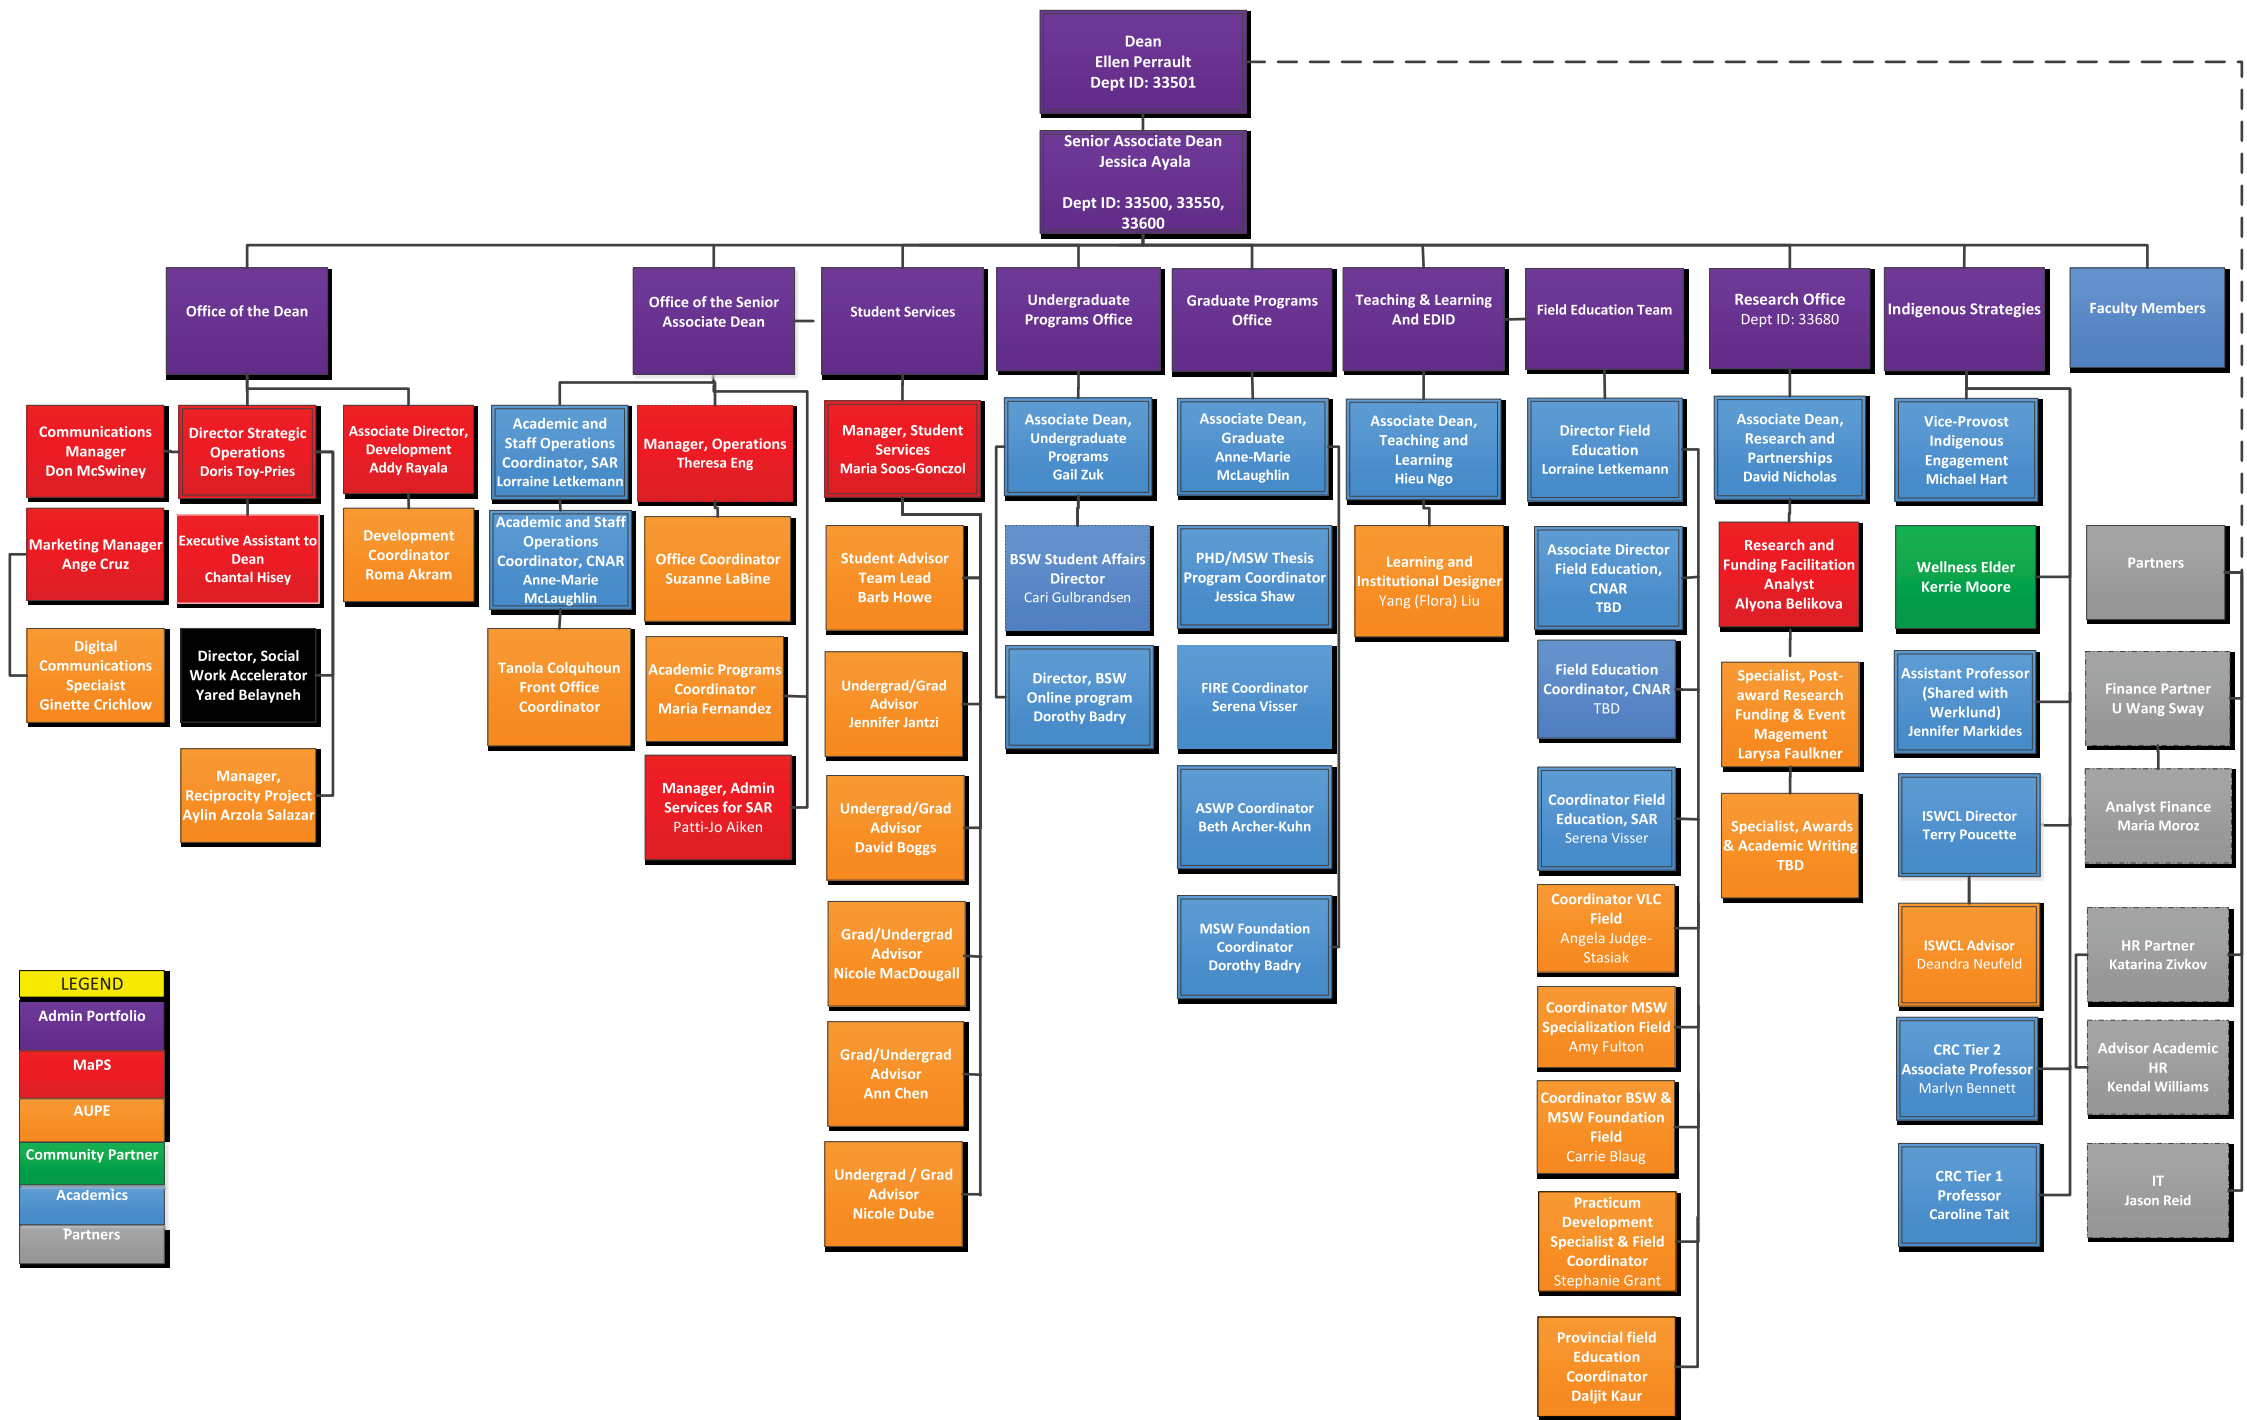 Dean
Ellen Perrault
Dept ID: 33501
Senior Associate Dean
Jessica Ayala
Dept ID: 33500, 33550,
33600
Office of the Dean
Office of the Senior
Associate Dean
Student Services
Undergraduate
Programs Office
Graduate Programs
Office
Teaching & Learning
And EDID
Field Education Team
Research Office
Dept ID: 33680
Indigenous Strategies
Faculty Members
Communications
Manager
Don McSwiney
Director Strategic
Operations
Doris Toy-Pries
Associate Director,
Development
Addy Rayala
Marketing Manager
Ange Cruz
Executive Assistant to
Dean
Chantal Hisey
Development
Coordinator
Roma Akram
Digital
Communications
Speciaist
Ginette Crichlow
Director, Social
Work Accelerator
Yared Belayneh
Manager,
Reciprocity Project
Aylin Arzola Salazar
Academic and
Staff Operations
Coordinator, SAR
Lorraine Letkemann
Academic and Staff
Operations
Coordinator, CNAR
Anne-Marie
McLaughlin
Tanola Colquhoun
Front Office
Coordinator
Manager, Operations
Theresa Eng
Office Coordinator
Suzanne LaBine
Academic Programs
Coordinator
Maria Fernandez
Manager, Admin
Services for SAR
Patti-Jo Aiken
Manager, Student
Services
Maria Soos-Gonczol
Student Advisor
Team Lead
Barb Howe
Undergrad/Grad
Advisor
Jennifer Jantzi
Undergrad/Grad
Advisor
David Boggs
Grad/Undergrad
Advisor
Nicole MacDougall
Grad/Undergrad
Advisor
Ann Chen
Undergrad / Grad
Advisor
Nicole Dube
Associate Dean,
Undergraduate
Programs
Gail Zuk
BSW Student Affairs
Director
Cari Gulbrandsen
Director, BSW
Online program
Dorothy Badry
Associate Dean,
Graduate
Anne-Marie
McLaughlin
PHD/MSW Thesis
Program Coordinator
Jessica Shaw
FIRE Coordinator
Serena Visser
ASWP Coordinator
Beth Archer-Kuhn
MSW Foundation
Coordinator
Dorothy Badry
Associate Dean,
Teaching and
Learning
Hieu Ngo
Learning and
Institutional Designer
Yang (Flora) Liu
Director Field
Education
Lorraine Letkemann
Associate Director
Field Education,
CNAR
TBD
Field Education
Coordinator, CNAR
TBD
Coordinator Field
Education, SAR
Serena Visser
Coordinator VLC
Field
Angela Judge-
Stasiak
Coordinator MSW
Specialization Field
Amy Fulton
Coordinator BSW &
MSW Foundation
Field
Carrie Blaug
Practicum
Development
Specialist & Field
Coordinator
Stephanie Grant
Provincial field
Education
Coordinator
Daljit Kaur
Associate Dean,
Research and
Partnerships
David Nicholas
Research and
Funding Facilitation
Analyst
Alyona Belikova
Specialist, Post-
award Research
Funding & Event
Magement
Larysa Faulkner
Specialist, Awards
& Academic Writing
TBD
Vice-Provost
Indigenous
Engagement
Michael Hart
Wellness Elder
Kerrie Moore
Assistant Professor
(Shared with
Werklund)
Jennifer Markides
ISWCL Director
Terry Poucette
ISWCL Advisor
Deandra Neufeld
CRC Tier 2
Associate Professor
Marlyn Bennett
CRC Tier 1
Professor
Caroline Tait
Partners
Finance Partner
U Wang Sway
Analyst Finance
Maria Moroz
HR Partner
Katarina Zivkov
Advisor Academic
HR
Kendal Williams
IT
Jason Reid
LEGEND
Admin Portfolio
MaPS
AUPE
Community Partner
Academics
Partners